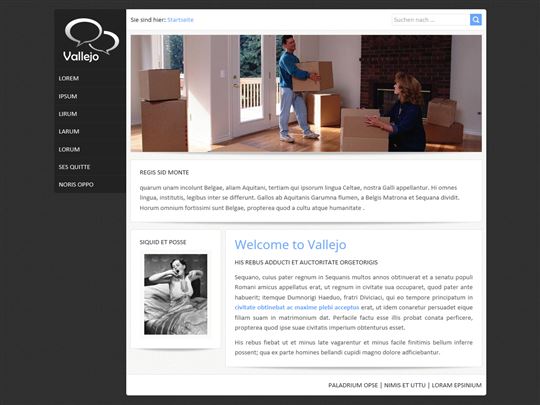 Vallejo
LOREM
IPSUM
LIRUM
LARUM
LORUM
SES QUITTE
NORIS OPPO
Sie sind hier: Startseite
Suchen nach ...
REGIS SID MONTE
quarum unam incolunt Belgae, aliam Aquitani, tertiam qui ipsorum lingua Celtae, nostra Galli appellantur. Hi omnes
lingua, institutis, legibus inter se differunt. Gallos ab Aquitanis Garumna flumen, a Belgis Matrona et Sequana dividit.
Horum omnium fortissimi sunt Belgae, propterea quod a cultu atque humanitate .
SIQUID ET POSSE
Welcome to Vallejo
HIS REBUS ADDUCTI ET AUCTORITATE ORGETORIGIS
Sequano, cuius pater regnum in Sequanis multos annos obtinuerat et a senatu populi
Romani amicus appellatus erat, ut regnum in civitate sua occuparet, quod pater ante
habuerit; itemque Dumnorigi Haeduo, fratri Diviciaci, qui eo tempore principatum in
civitate obtinebat ac maxime plebi acceptus erat, ut idem conaretur persuadet eique
filiam suam in matrimonium dat. Perfacile factu esse illis probat conata perficere,
propterea quod ipse suae civitatis imperium obtenturus esset.
His rebus fiebat ut et minus late vagarentur et minus facile finitimis bellum inferre
possent; qua ex parte homines bellandi cupidi magno dolore adficiebantur.
PALADRIUM OPSE | NIMIS ET UTTU | LORAM EPSINIUM